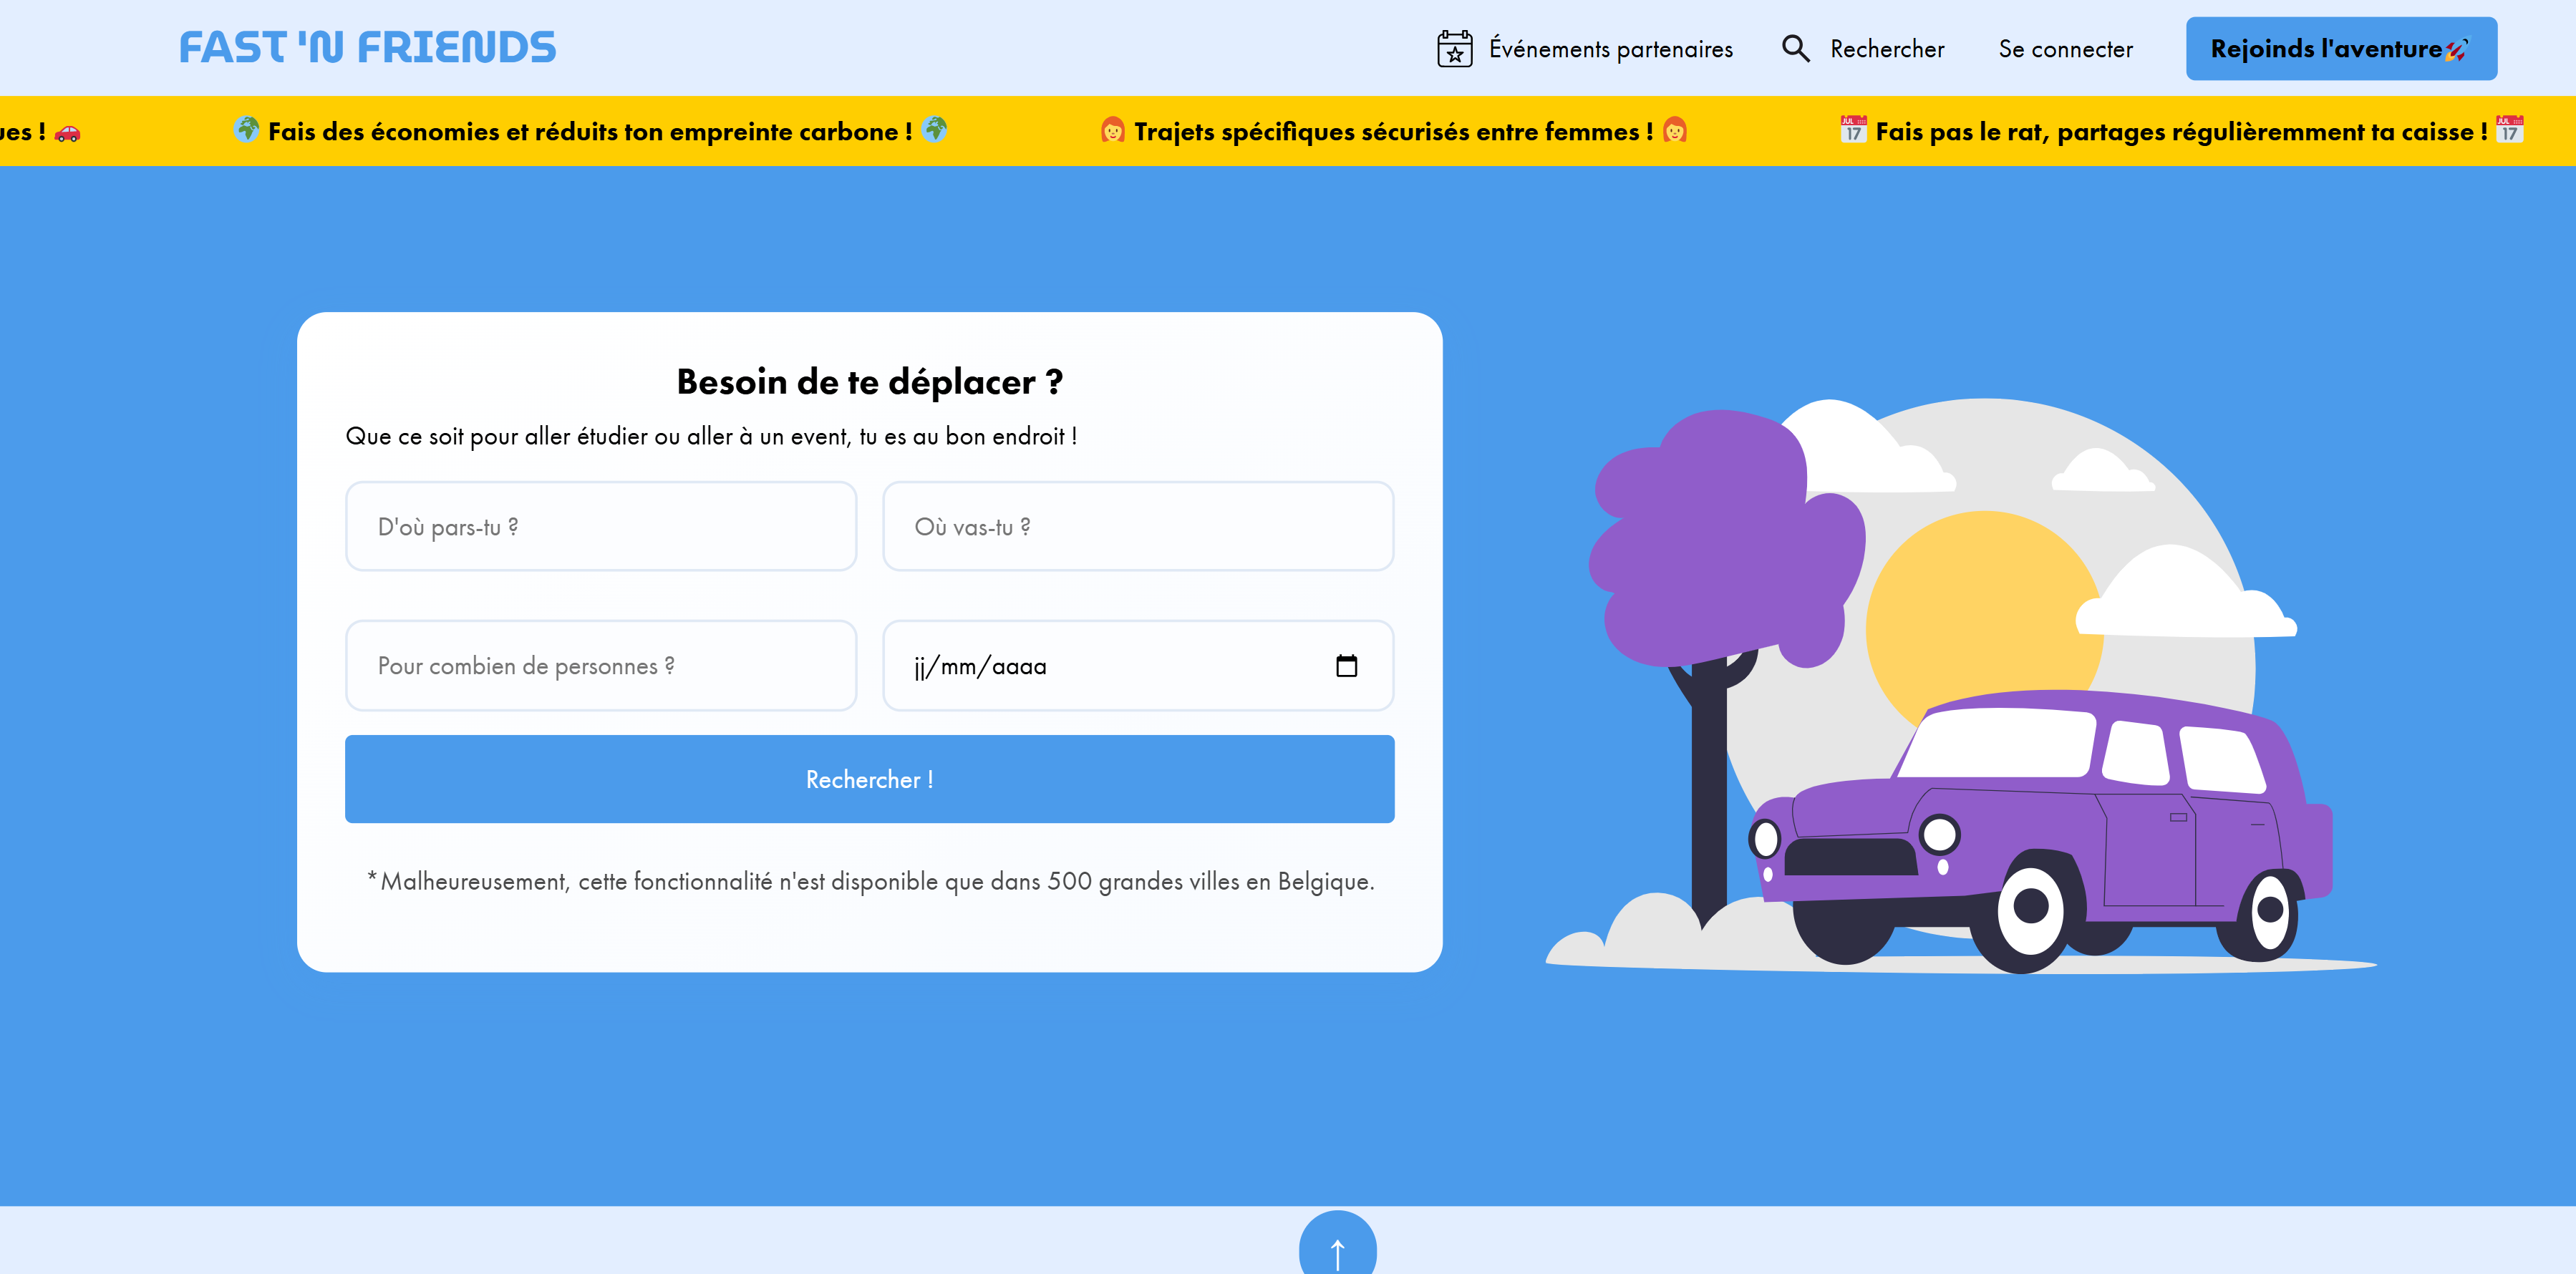 FAST 'N FRIENDS
Événements partenaires
Rechercher
Se connecter
Rejoinds l'aventure🚀
ues ! 🚗
🌍 Fais des économies et réduits ton empreinte carbone ! 🌍
👩‍🦰 Trajets spécifiques sécurisés entre femmes ! 👩‍🦰
📅 Fais pas le rat, partages régulièremment ta caisse ! 📅
Besoin de te déplacer ?
Que ce soit pour aller étudier ou aller à un event, tu es au bon endroit !
D'où pars-tu ?
Où vas-tu ?
Pour combien de personnes ?
jj/mm/aaaa
Rechercher !
*Malheureusement, cette fonctionnalité n'est disponible que dans 500 grandes villes en Belgique.
↑